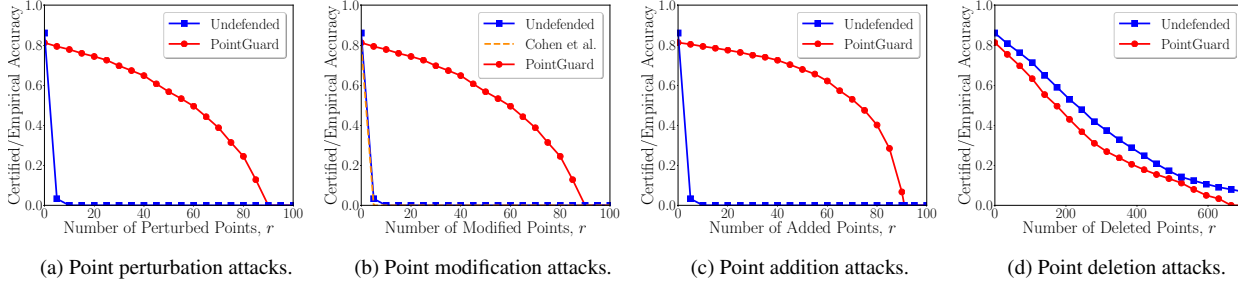 1.0
0.8
0.6
0.4
0.2
0.0
0 20 40 60 80 100
Certified/Empirical Accuracy
Number of Perturbed Points, r
Undefended
PointGuard
(a) Point perturbation attacks.
1.0
0.8
0.6
0.4
0.2
0.0
0 20 40 60 80 100
Certified/Empirical Accuracy
Number of Modified Points, r
Undefended
Cohen et al.
PointGuard
(b) Point modification attacks.
1.0
0.8
0.6
0.4
0.2
0.0
0 20 40 60 80 100
Certified/Empirical Accuracy
Number of Added Points, r
Undefended
PointGuard
(c) Point addition attacks.
1.0
0.8
0.6
0.4
0.2
0.0
0 200 400 600
Certified/Empirical Accuracy
Number of Deleted Points, r
Undefended
PointGuard
(d) Point deletion attacks.